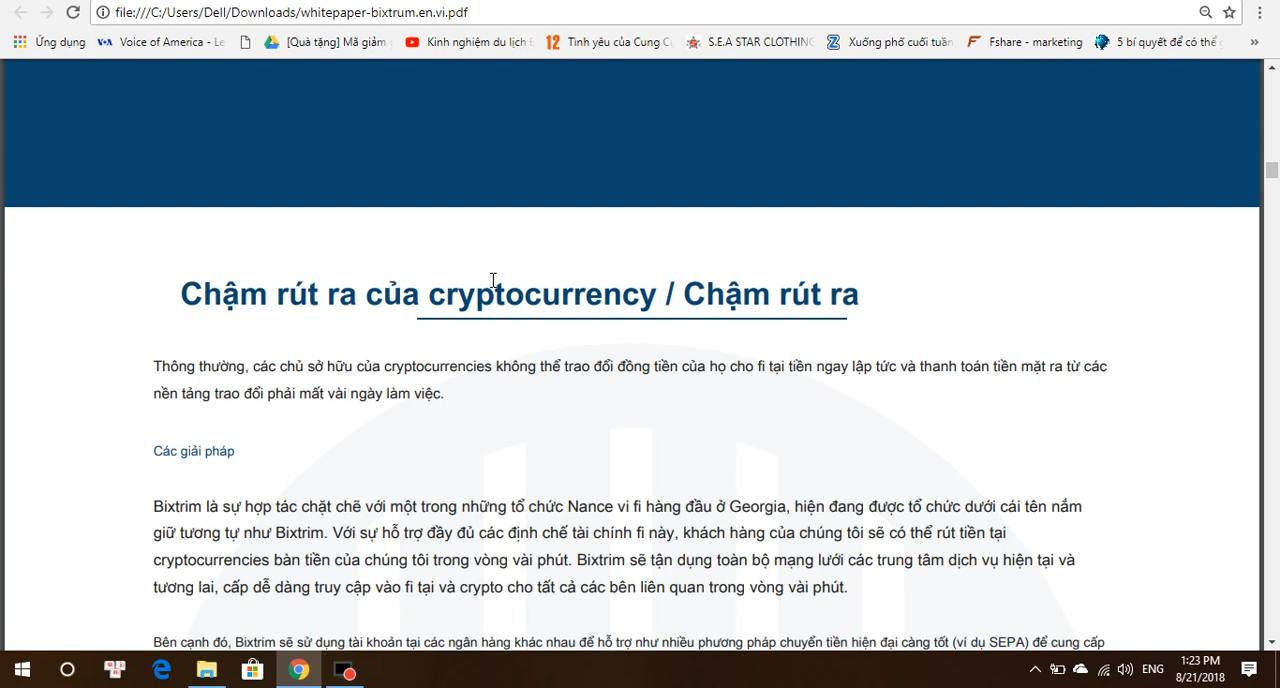 file:///C:/Users/Dell/Downloads/whitepaper-bixtrum.en.vi.pdf
Ứng dụng
Voice of America - Le
[Quà tặng] Mã giảm
Kinh nghiệm du lịch
12 Tình yêu của Cung C
S.E.A STAR CLOTHING
Xuống phố cuối tuần
Fshare - marketing
5 bí quyết để có thể
»
Chậm rút ra của cryptocurrency / Chậm rút ra
Thông thường, các chủ sở hữu của cryptocurrencies không thể trao đổi đồng tiền của họ cho fi tại tiền ngay lập tức và thanh toán tiền mặt ra từ các
nền tảng trao đổi phải mất vài ngày làm việc.
Các giải pháp
Bixtrim là sự hợp tác chặt chẽ với một trong những tổ chức Nance vi fi hàng đầu ở Georgia, hiện đang được tổ chức dưới cái tên nắm
giữ tương tự như Bixtrim. Với sự hỗ trợ đầy đủ các định chế tài chính fi này, khách hàng của chúng tôi sẽ có thể rút tiền tại
cryptocurrencies bàn tiền của chúng tôi trong vòng vài phút. Bixtrim sẽ tận dụng toàn bộ mạng lưới các trung tâm dịch vụ hiện tại và
tương lai, cấp dễ dàng truy cập vào fi tại và crypto cho tất cả các bên liên quan trong vòng vài phút.
Bên cạnh đó, Bixtrim sẽ sử dụng tài khoản tại các ngân hàng khác nhau để hỗ trợ như nhiều phương pháp chuyển tiền hiện đại càng tốt (ví dụ SEPA) để cung cấp
ENG
1:23 PM
8/21/2018